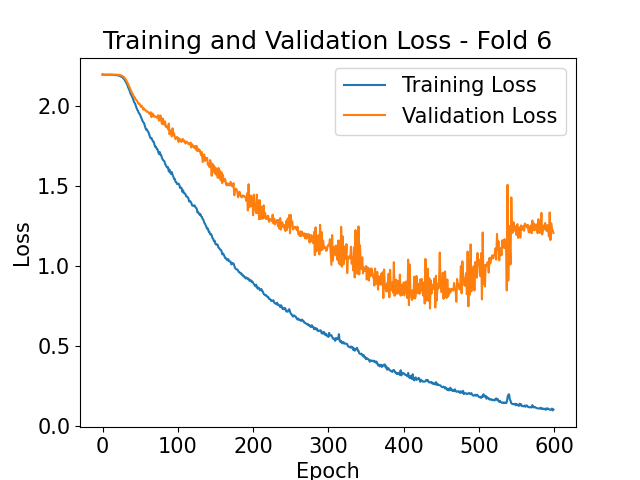 Training and Validation Loss - Fold 6
Training Loss
Validation Loss
2.0
1.5
1.0
0.5
0.0
Loss
0 100 200 300 400 500 600
Epoch